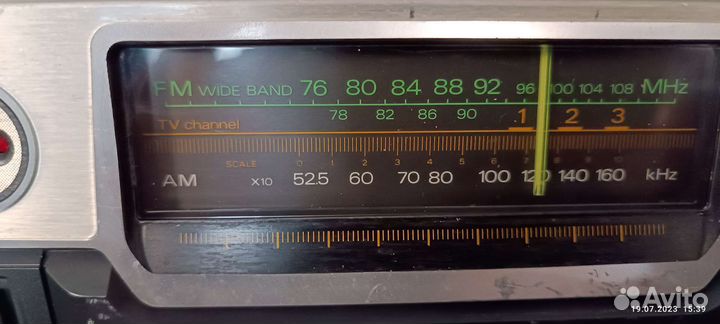 FM WIDE BAND 76 80 84 88 92 96 100 104 108 MHz
78 82 86 90 1 2 3
TV channel
SCALE 0 1 2 3 4 5 6 7 8 9 10
AM x10 52.5 60 70 80 100 120 140 160 kHz
Avito
19.07.2023 15:39